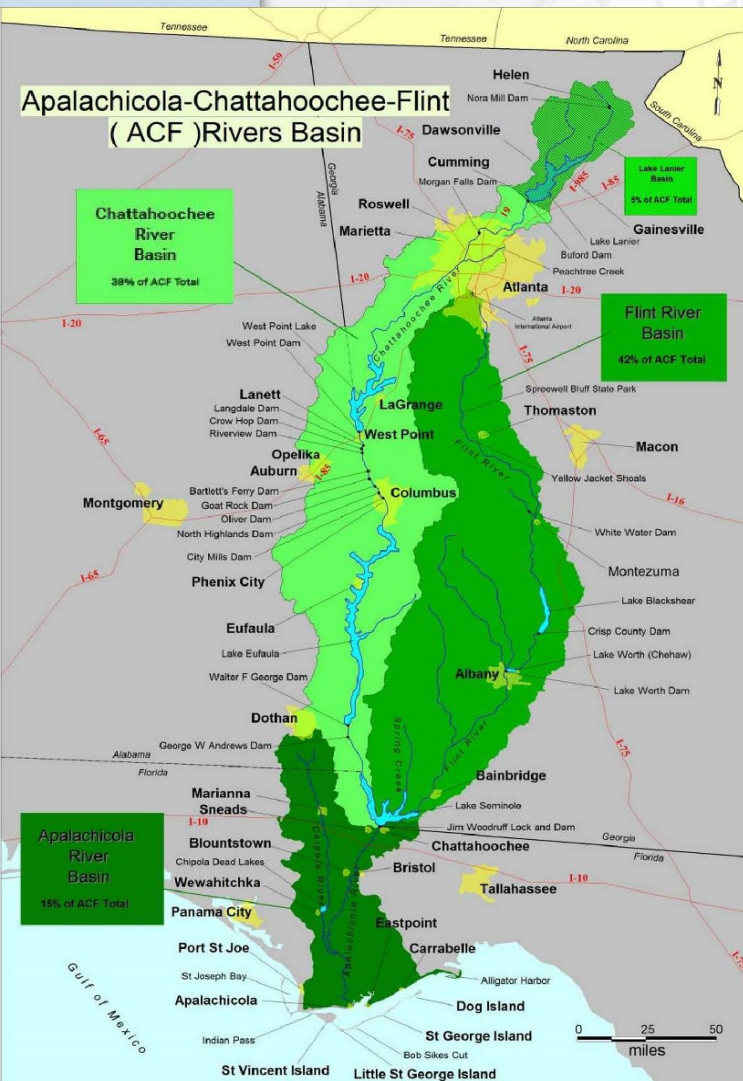 Tennessee
Tennessee
North Carolina
I-59
Helen
Nora Mill Dam
N
South Carolina
Apalachicola-Chattahoochee-Flint
( ACF )Rivers Basin
I-75
Dawsonville
Cumming
Morgan Falls Dam
I-985
I-85
Lake Lanier
Basin
5% of ACF Total
Georgia
Alabama
Chattahoochee
River
Basin
38% of ACF Total
Roswell
Marietta
19
Gainesville
Lake Lanier
Buford Dam
Peachtree Creek
I-20
Atlanta
I-20
Chattahoochee River
Atlanta
International Airport
I-20
Flint River
Basin
42% of ACF Total
West Point Lake
West Point Dam
I-75
Sprewell Bluff State Park
Lanett
Langdale Dam
Crow Hop Dam
Riverview Dam
LaGrange
Thomaston
West Point
Flint River
Macon
I-65
Opelika
Auburn
I-85
Yellow Jacket Shoals
Bartlett's Ferry Dam
Goat Rock Dam
Oliver Dam
North Highlands Dam
City Mills Dam
Columbus
I-16
Montgomery
White Water Dam
I-65
Phenix City
Montezuma
Lake Blackshear
Eufaula
Crisp County Dam
Lake Eufaula
Lake Worth (Chehaw)
Walter F George Dam
Albany
Lake Worth Dam
Dothan
Spring Creek
Flint River
I-75
George W Andrews Dam
Alabama
Florida
Bainbridge
Marianna
Sneads
Lake Seminole
I-10
Jim Woodruff Lock and Dam
Georgia
Florida
Apalachicola
River
Basin
15% of ACF Total
Blountstown
Chattahoochee
Chipola Dead Lakes
Chipola River
Bristol
Wewahitchka
I-10
Tallahassee
Panama City
Apalachicola River
Eastpoint
Port St Joe
Carrabelle
I-75
Gulf of Mexico
St Joseph Bay
Alligator Harbor
Apalachicola
Dog Island
Indian Pass
St George Island
Bob Sikes Cut
St Vincent Island
Little St George Island
0 25 50
miles